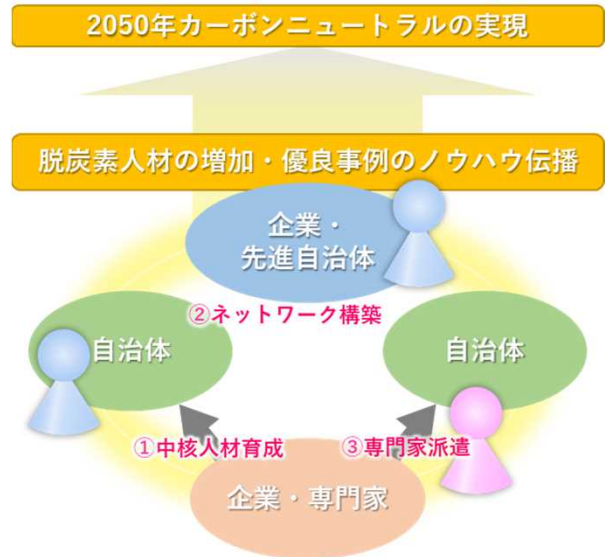 2050年カーボンニュートラルの実現
脱炭素人材の増加・優良事例のノウハウ伝播
企業・
先進自治体
②ネットワーク構築
自治体
自治体
①中核人材育成
③専門家派遣
企業・専門家